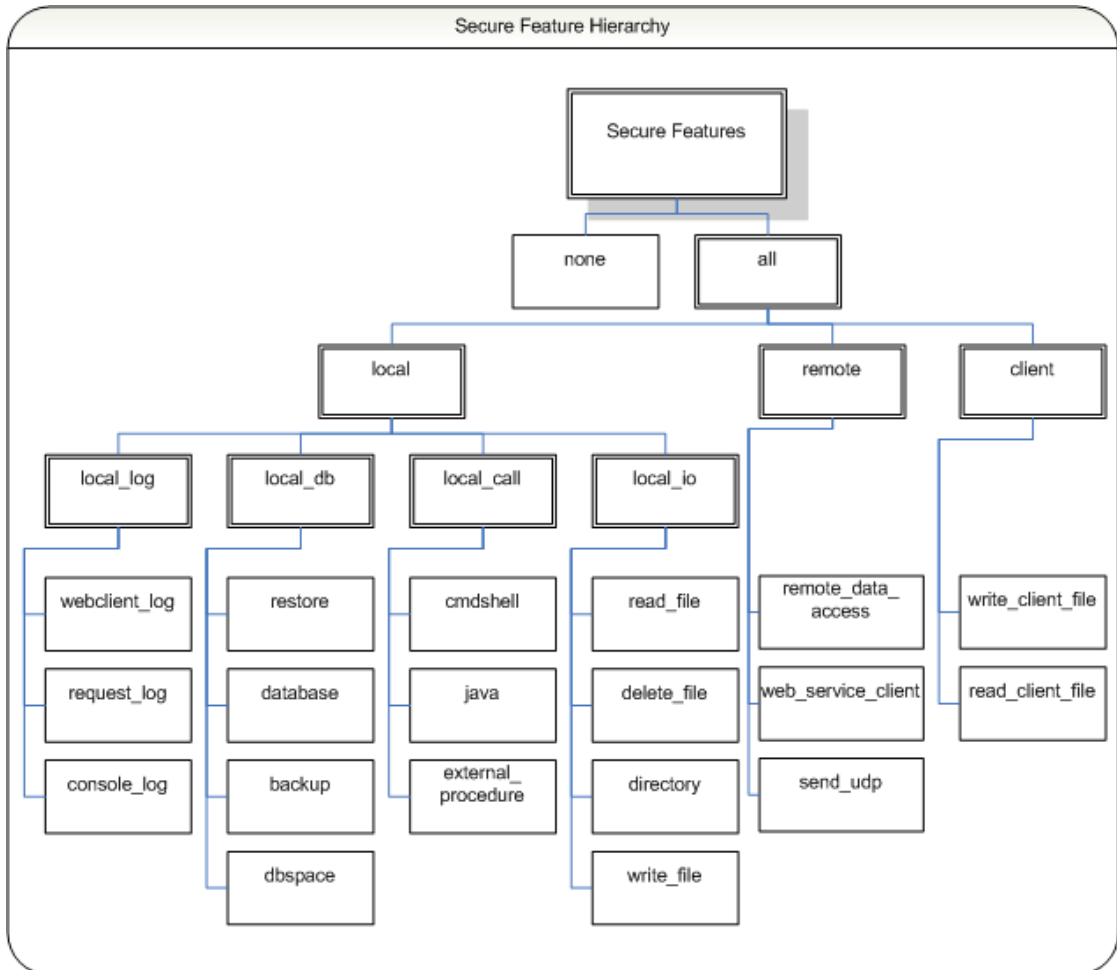 Secure Feature Hierarchy
Secure Features
none
all
local
remote
client
local_log
local_db
local_call
local_io
webclient_log
restore
cmdshell
read_file
remote_data_
access
write_client_file
request_log
database
java
delete_file
web_service_client
read_client_file
console_log
backup
external_
procedure
directory
send_udp
dbspace
write_file